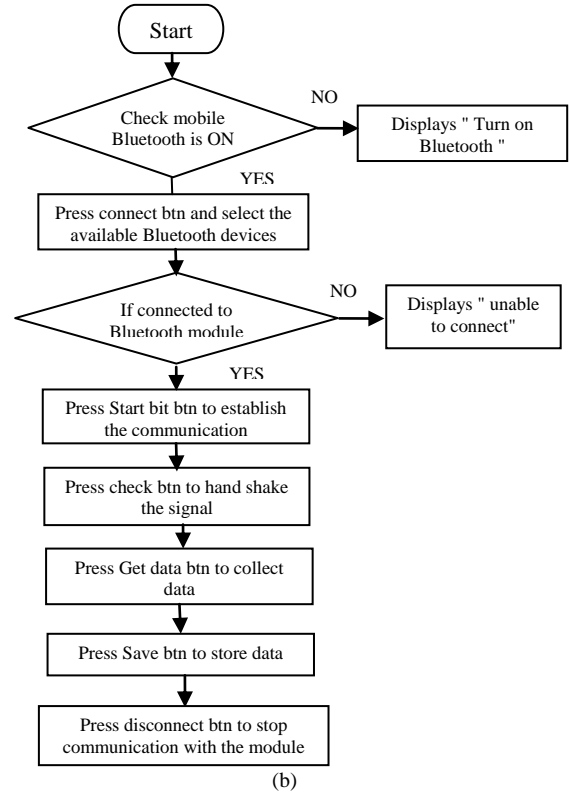 Start
Check mobile
Bluetooth is ON
NO
Displays " Turn on
Bluetooth "
YES
Press connect btn and select the
available Bluetooth devices
If connected to
Bluetooth module
NO
Displays " unable
to connect"
YES
Press Start bit btn to establish
the communication
Press check btn to hand shake
the signal
Press Get data btn to collect
data
Press Save btn to store data
Press disconnect btn to stop
communication with the module
(b)